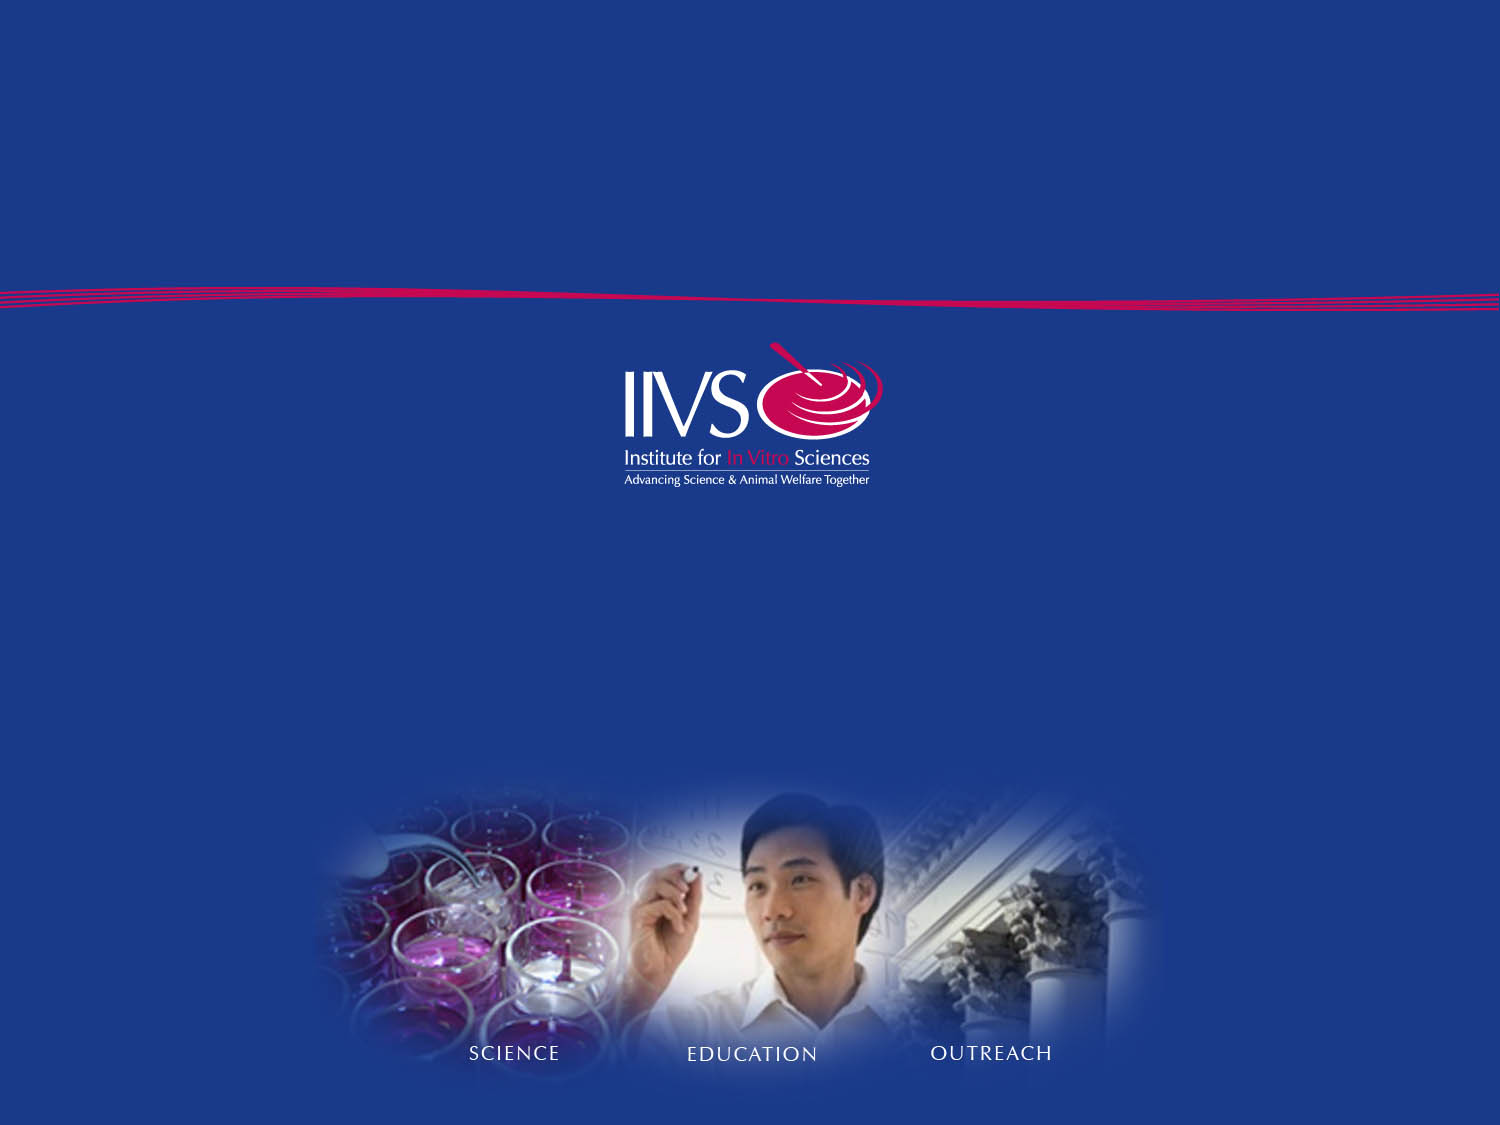 IIVS
Institute for In Vitro Sciences
Advancing Science & Animal Welfare Together
SCIENCE
EDUCATION
OUTREACH